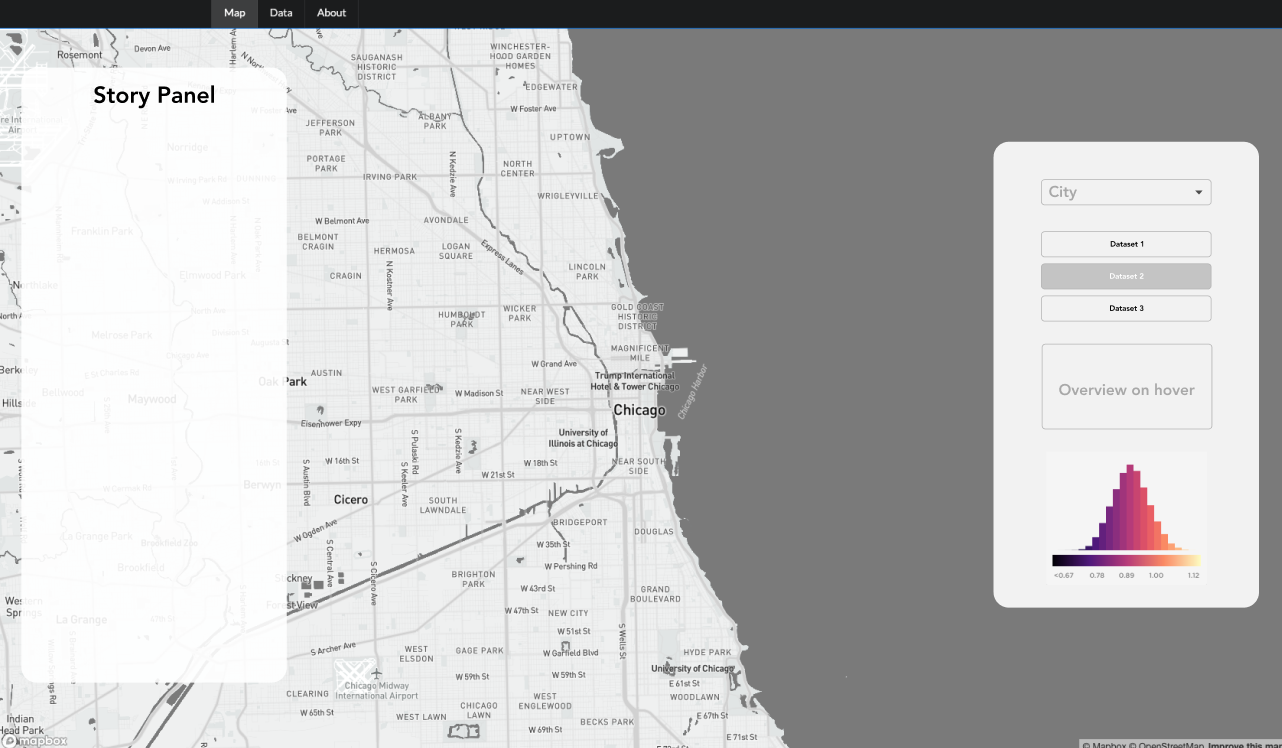 Map Data About
Story Panel
Rosemont
Devon Ave
N Harlem Av
WINCHESTER-
HOOD GARDEN
HOMES
SAUGANASH
HISTORIC
DISTRICT
EDGEWATER
W Foster Ave
ALBANY
PARK
JEFFERSON
PARK
UPTOWN
Norridge
PORTAGE
PARK
IRVING PARK
N Kedzie Ave
NORTH
CENTER
WRIGLEYVILLE
W Belmont Ave
AVONDALE
Franklin Park
BELMONT
CRAGIN
HERMOSA
LOGAN
SQUARE
Express Lanes
Elmwood Park
CRAGIN
N Kostner Ave
LINCOLN
PARK
Northlake
HUMBOLDT
PARK
WICKER
PARK
GOLD COAST
HISTORIC
DISTRICT
Melrose Park
Chicago Ave
MAGNIFICENT
MILE
W Grand Ave
AUSTIN
Oak Park
Trump International
Hotel & Tower Chicago
Chicago Harbor
Bellwood
Maywood
WEST GARFIELD
PARK
W Madison St
NEAR WEST
SIDE
Chicago
Eisenhower Expy
University of
Illinois at Chicago
W 16th St
S Pulaski Rd
S Kedzie Ave
W 18th St
W 21st St
NEAR SOUTH
SIDE
S Austin Blvd
S Keeler Ave
Berwyn
Cicero
SOUTH
LAWNDALE
W Ogden Ave
BRIDGEPORT
DOUGLAS
La Grange Park
Brookfield Zoo
W 35th St
Brookfield
S Central Ave
S Cicero Ave
W Pershing Rd
Stickney
BRIGHTON
PARK
W 43rd St
GRAND
BOULEVARD
Forest View
W 47th St
NEW CITY
La Grange
47th St
W 51st St
S Wells St
S Archer Ave
WEST
ELSDON
GAGE PARK
W Garfield Blvd
HYDE PARK
University of Chicago
W 59th St
W 59th St
E 61st St
Chicago Midway
International Airport
CLEARING
WEST
ENGLEWOOD
WOODLAWN
W 65th St
CHICAGO
LAWN
WEST LAWN
BECKS PARK
E 67th St
W 69th St
E 71st St
Indian
Head Park
mapbox
City
Dataset 1
Dataset 2
Dataset 3
Overview on hover
<0.67 0.78 0.89 1.00 1.12
© Mapbox © OpenStreetMap Improve this map